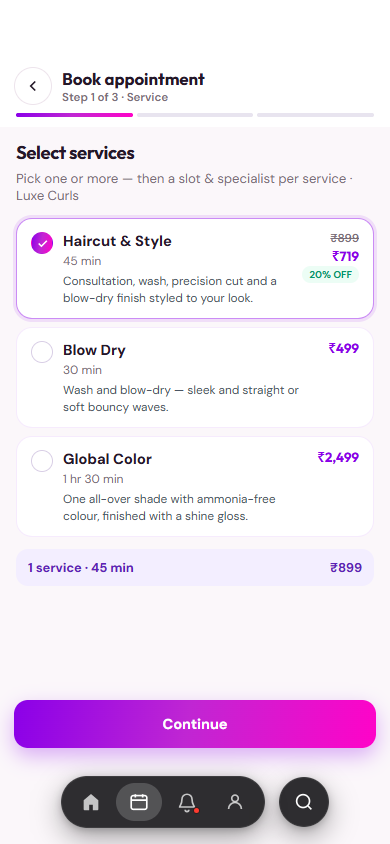 Book appointment
Step 1 of 3 · Service
Select services
Pick one or more — then a slot & specialist per service ·
Luxe Curls
Haircut & Style
₹899
₹719
45 min
20% OFF
Consultation, wash, precision cut and a
blow-dry finish styled to your look.
Blow Dry
₹499
30 min
Wash and blow-dry — sleek and straight or
soft bouncy waves.
Global Color
₹2,499
1 hr 30 min
One all-over shade with ammonia-free
colour, finished with a shine gloss.
1 service · 45 min
₹899
Continue